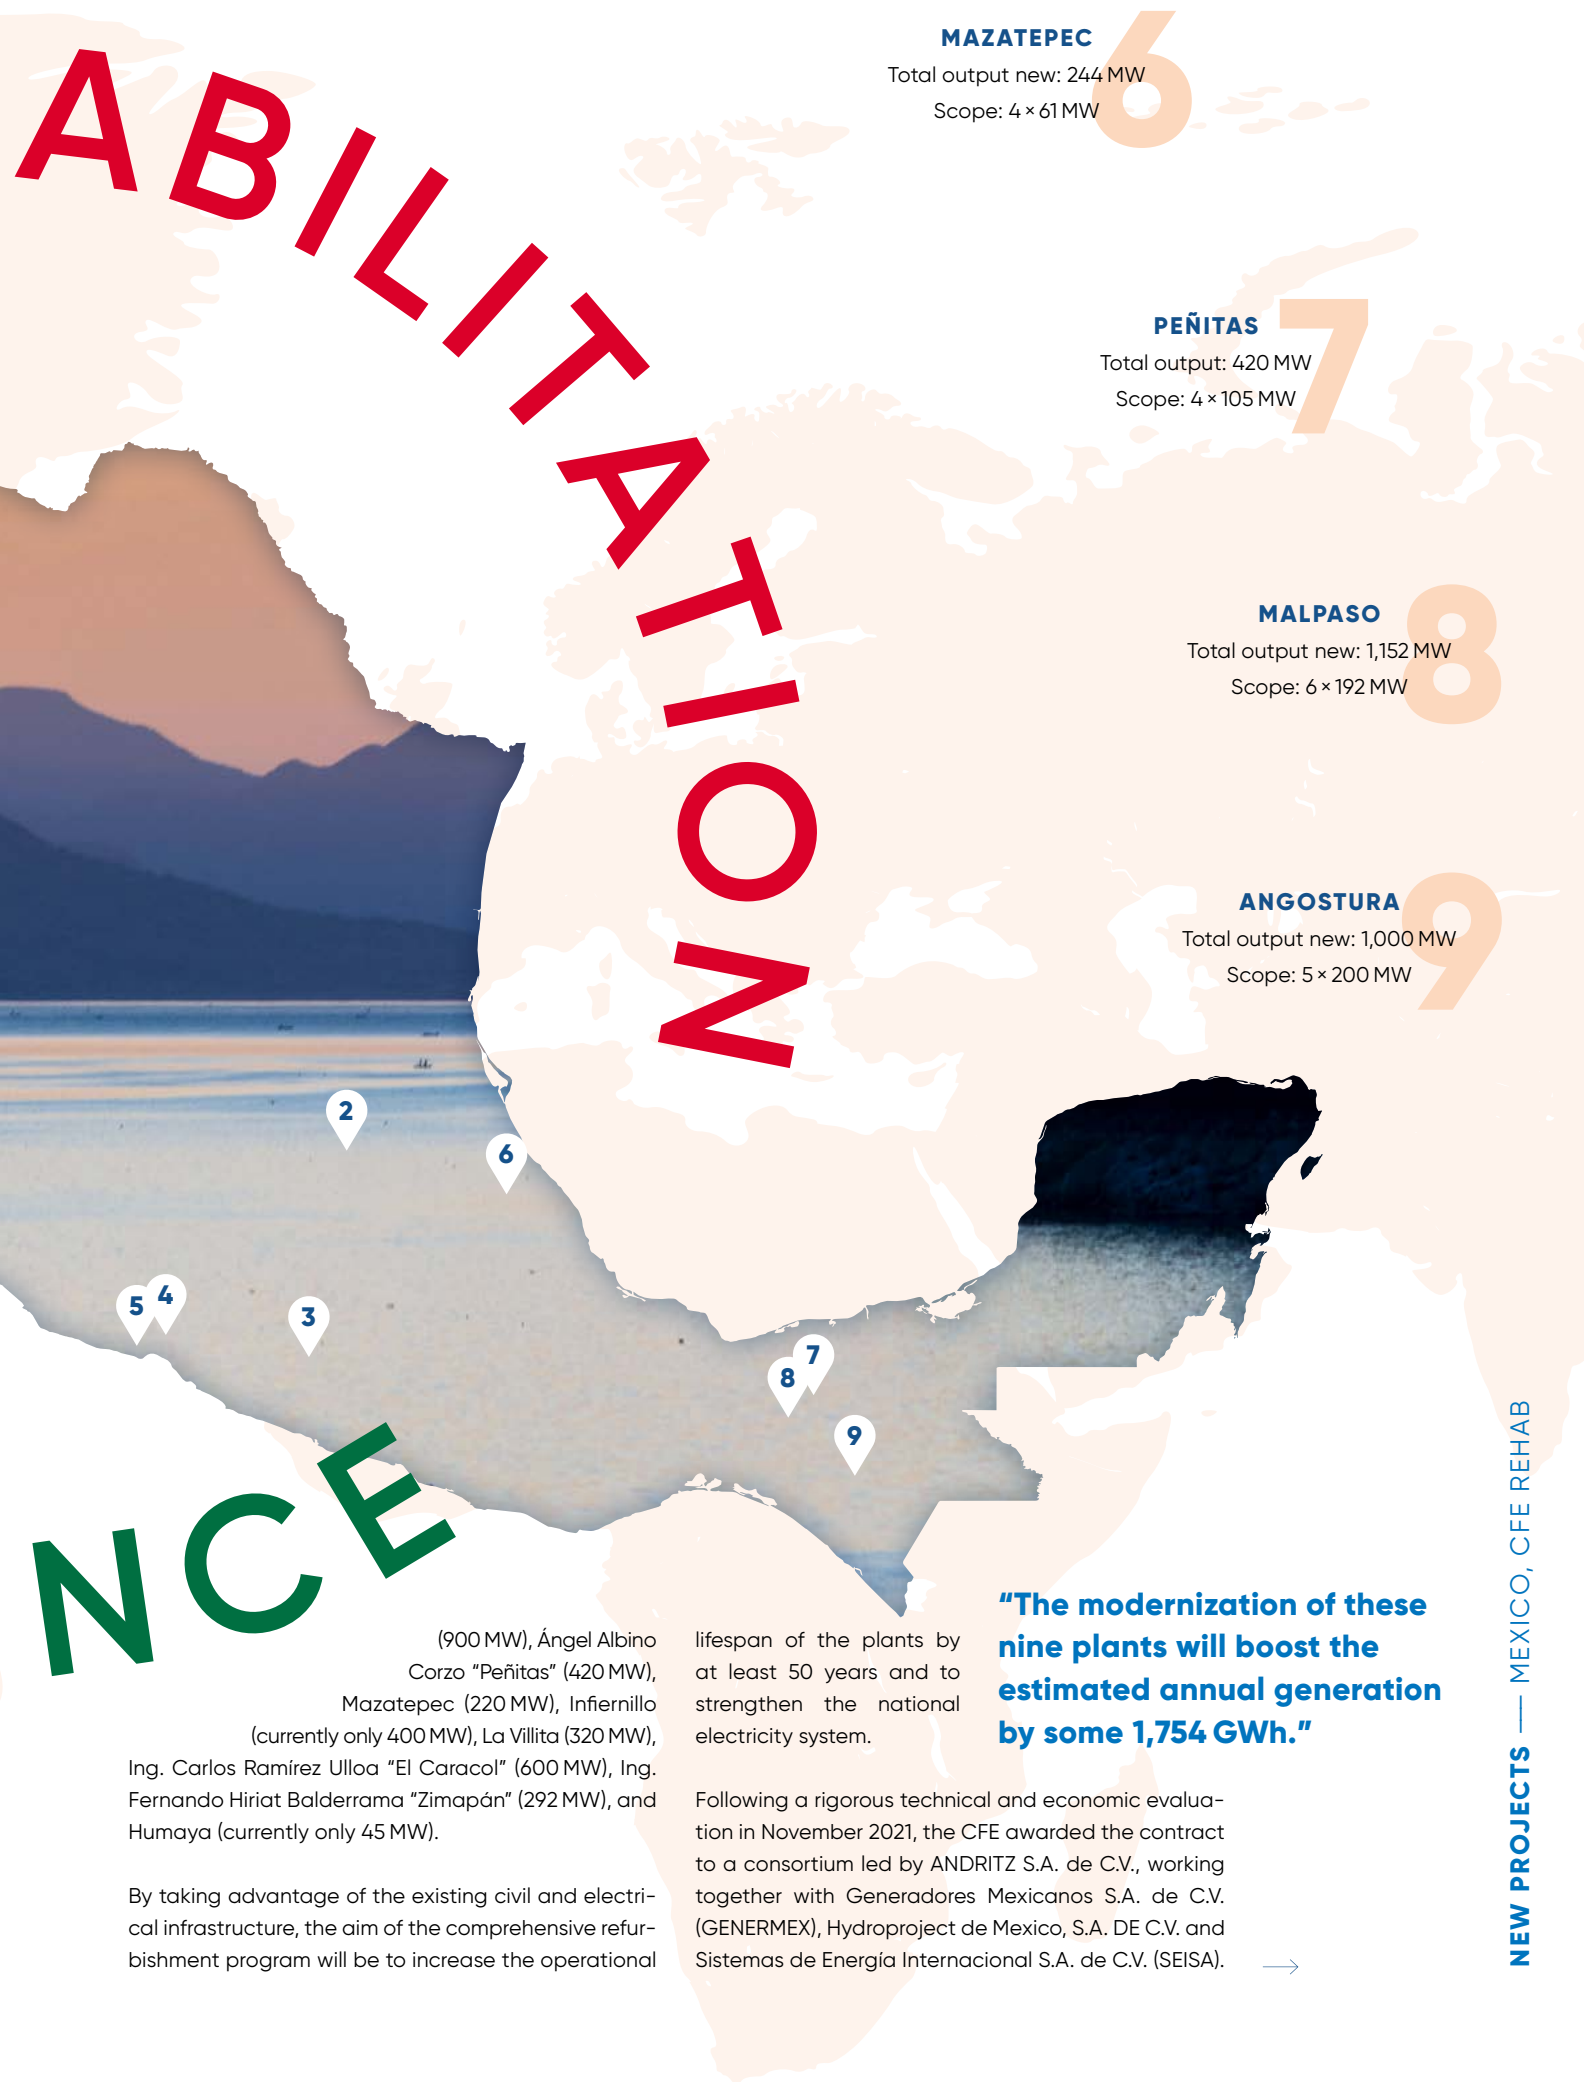 ABILITATION
MAZATEPEC
Total output new: 244 MW
Scope: 4 × 61 MW
6
PEÑITAS
Total output: 420 MW
Scope: 4 × 105 MW
7
MALPASO
Total output new: 1,152 MW
Scope: 6 × 192 MW
8
ANGOSTURA
Total output new: 1,000 MW
Scope: 5 × 200 MW
9
2
6
5
4
3
7
8
9
NCE
(900 MW), Ángel Albino
Corzo “Peñitas” (420 MW),
Mazatepec (220 MW), Infiernillo
(currently only 400 MW), La Villita (320 MW),
Ing. Carlos Ramírez Ulloa “El Caracol” (600 MW), Ing.
Fernando Hiriat Balderrama “Zimapán” (292 MW), and
Humaya (currently only 45 MW).
By taking advantage of the existing civil and electri-
cal infrastructure, the aim of the comprehensive refur-
bishment program will be to increase the operational
lifespan of the plants by
at least 50 years and to
strengthen the national
electricity system.
Following a rigorous technical and economic evalua-
tion in November 2021, the CFE awarded the contract
to a consortium led by ANDRITZ S.A. de C.V., working
together with Generadores Mexicanos S.A. de C.V.
(GENERMEX), Hydroproject de Mexico, S.A. DE C.V. and
Sistemas de Energía Internacional S.A. de C.V. (SEISA).
“The modernization of these
nine plants will boost the
estimated annual generation
by some 1,754 GWh.”
NEW PROJECTS — MEXICO, CFE REHAB